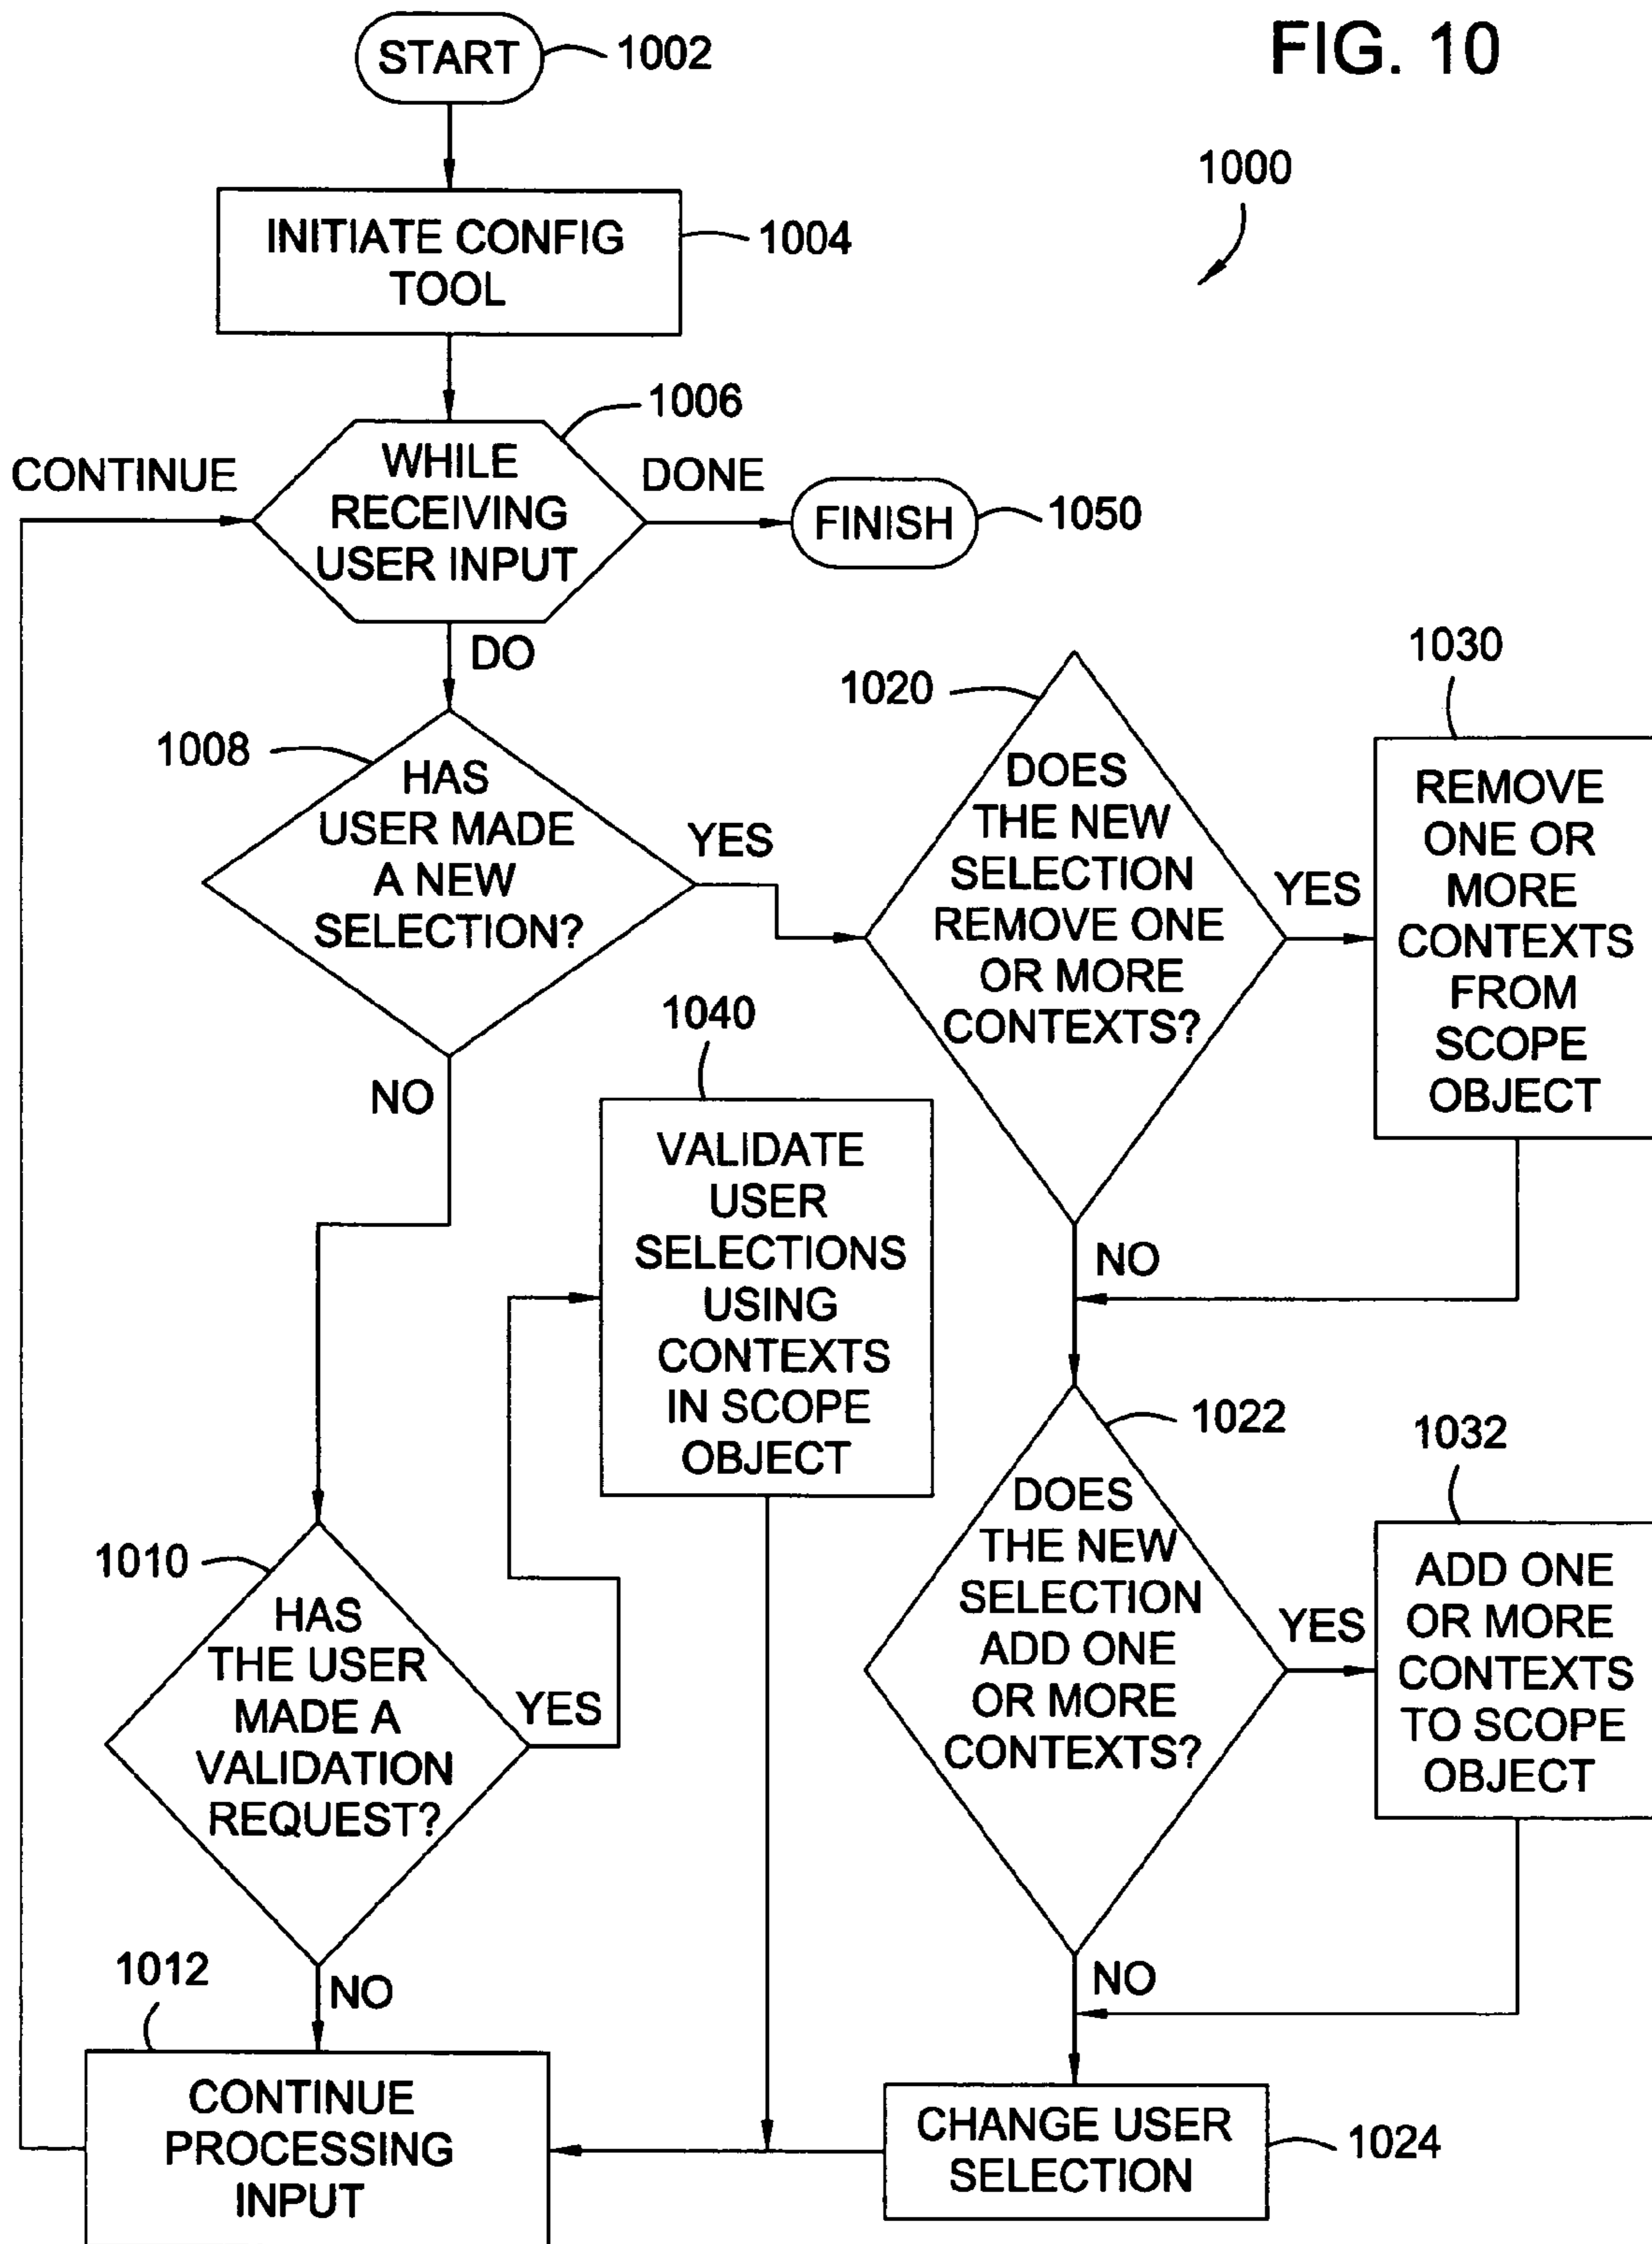 FIG. 10
START
1002
1000
INITIATE CONFIG
TOOL
1004
1006
CONTINUE
WHILE
RECEIVING
USER INPUT
DONE
FINISH
1050
DO
1008
HAS
USER MADE
A NEW
SELECTION?
YES
NO
1020
DOES
THE NEW
SELECTION
REMOVE ONE
OR MORE
CONTEXTS?
YES
NO
1030
REMOVE
ONE OR
MORE
CONTEXTS
FROM
SCOPE
OBJECT
1040
VALIDATE
USER
SELECTIONS
USING
CONTEXTS
IN SCOPE
OBJECT
1022
DOES
THE NEW
SELECTION
ADD ONE
OR MORE
CONTEXTS?
YES
NO
1032
ADD ONE
OR MORE
CONTEXTS
TO SCOPE
OBJECT
1010
HAS
THE USER
MADE A
VALIDATION
REQUEST?
YES
NO
1012
CONTINUE
PROCESSING
INPUT
CHANGE USER
SELECTION
1024